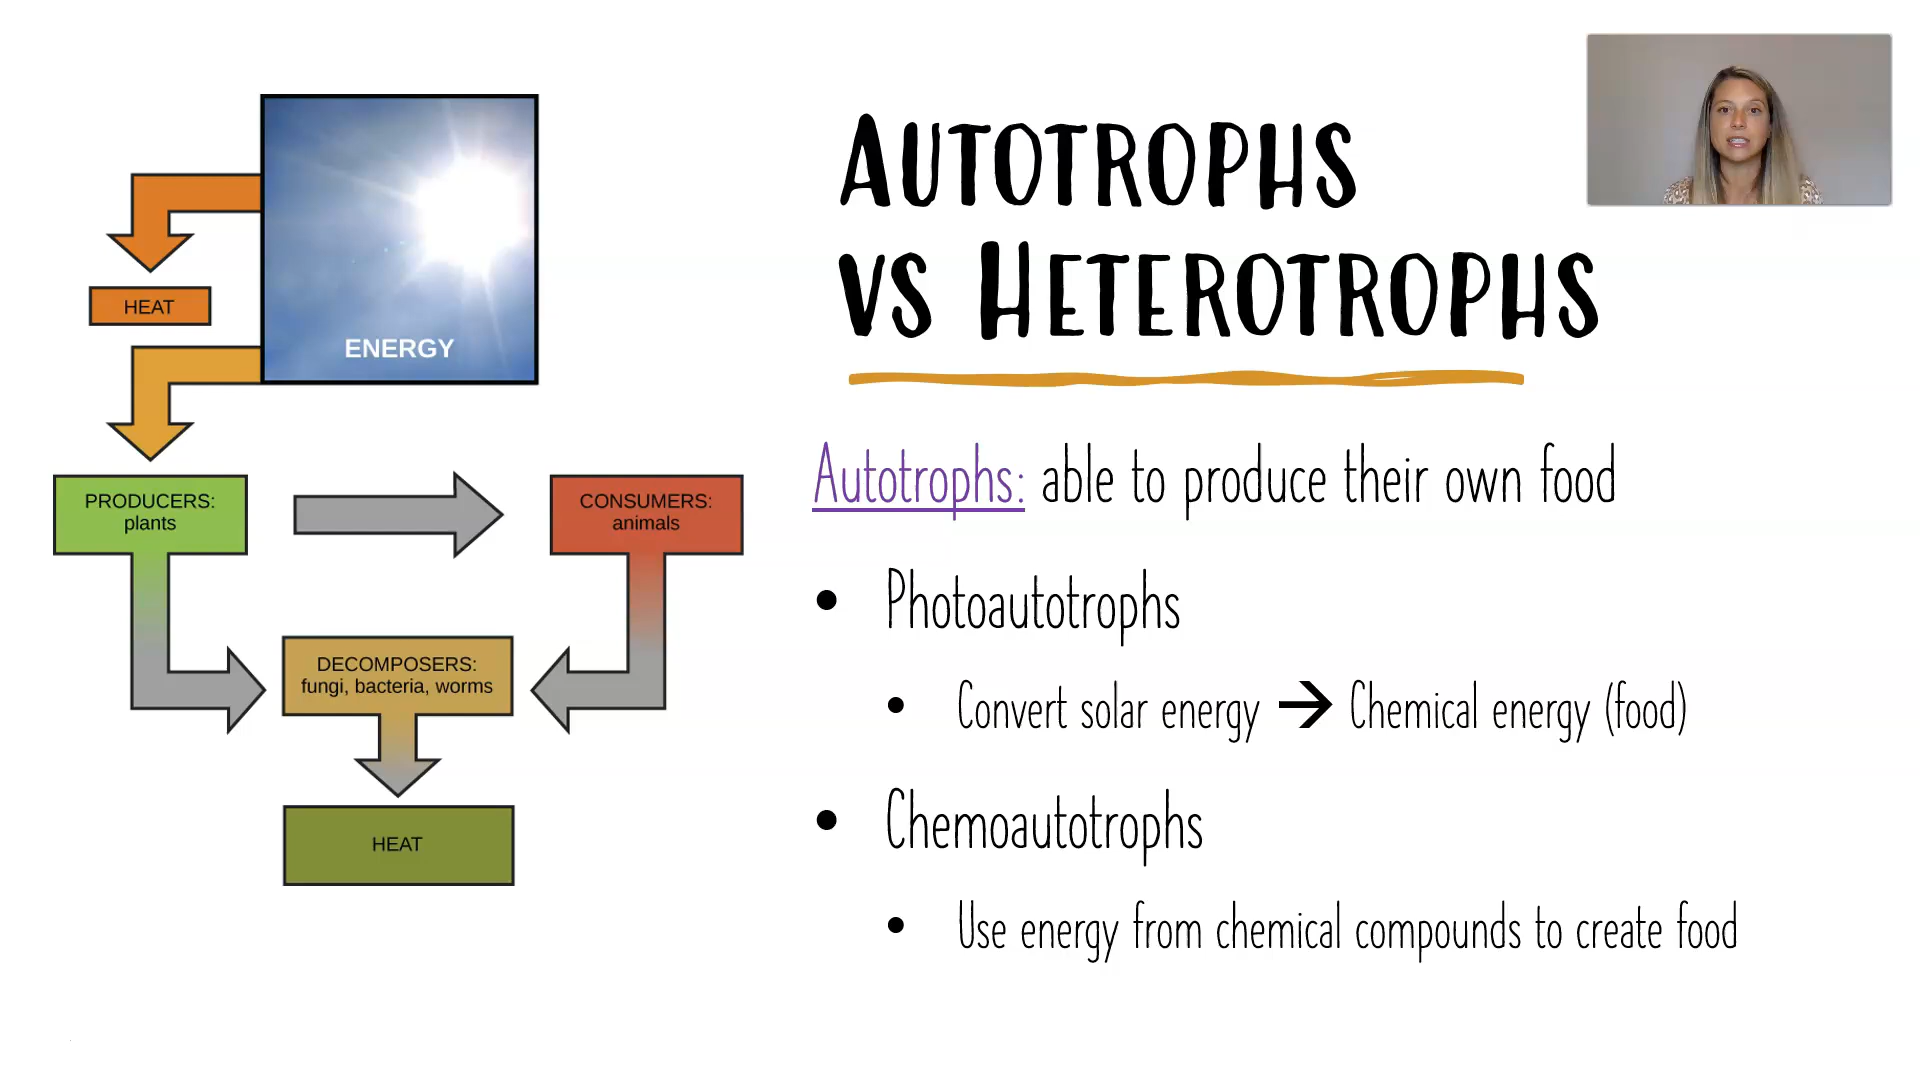 AUTOTROPHS
VS HETEROTROPHS
ENERGY
HEAT
PRODUCERS:
plants
CONSUMERS:
animals
DECOMPOSERS:
fungi, bacteria, worms
HEAT
Autotrophs: able to produce their own food
• Photoautotrophs
• Convert solar energy → Chemical energy (food)
• Chemoautotrophs
• Use energy from chemical compounds to create food